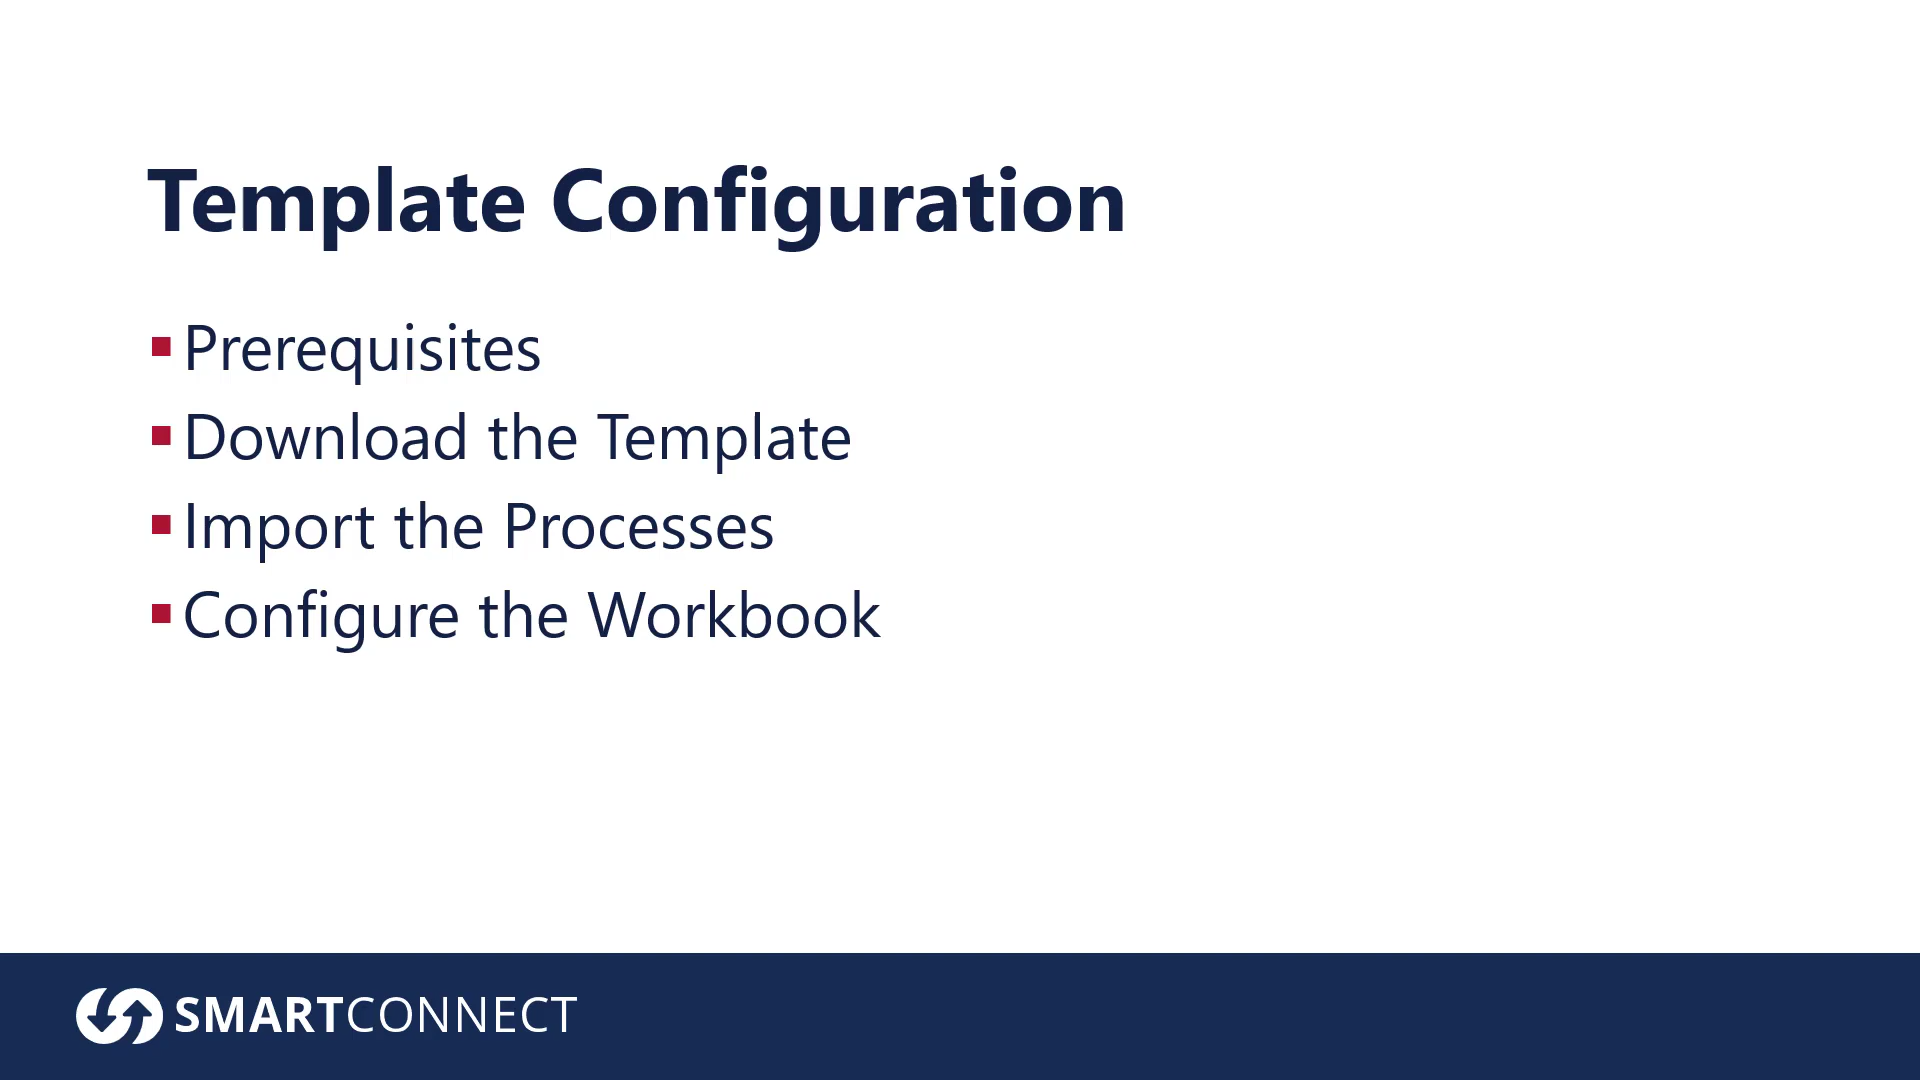 Template Configuration
Prerequisites
Download the Template
Import the Processes
Configure the Workbook
SMARTCONNECT